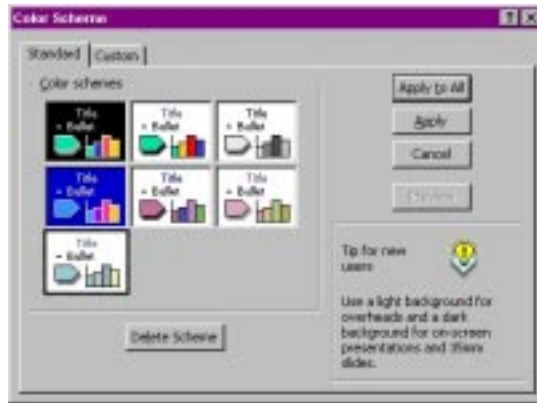 Color Scheme
Standard
Custom
Color schemes
Title
• Bullet
Title
• Bullet
Title
• Bullet
Title
• Bullet
Title
• Bullet
Title
• Bullet
Title
• Bullet
Delete Scheme
Apply to All
Apply
Cancel
Preview
Tip for new
users
Use a light background for
overheads and a dark
background for on-screen
presentations and 35mm
slides.